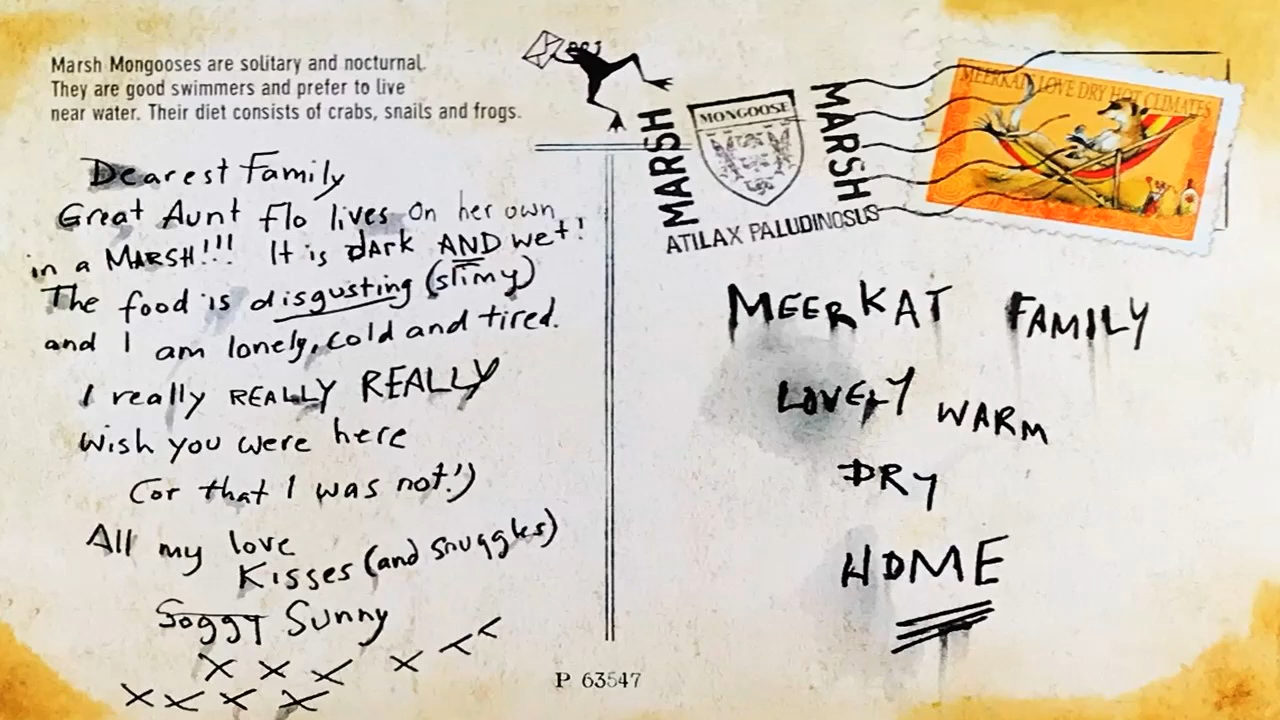 Marsh Mongooses are solitary and nocturnal.
They are good swimmers and prefer to live
near water. Their diet consists of crabs, snails and frogs.
Dearest Family
Great Aunt Flo lives on her own
in a MARSH!!! It is dark AND wet!
The food is disgusting (slimy)
and I am lonely, cold and tired.
I really REALLY REALLY
wish you were here
(or that I was not!)
All my love
Kisses (and snuggles)
Soggy Sunny
x x x x x x
x x x x
MARSH
MONGOOSE
MARSH
ATILAX PALUDINOSUS
MEERKATS LOVE DRY HOT CLIMATES
MEERKAT FAMILY
LOVELY WARM
DRY
HOME
P 63547